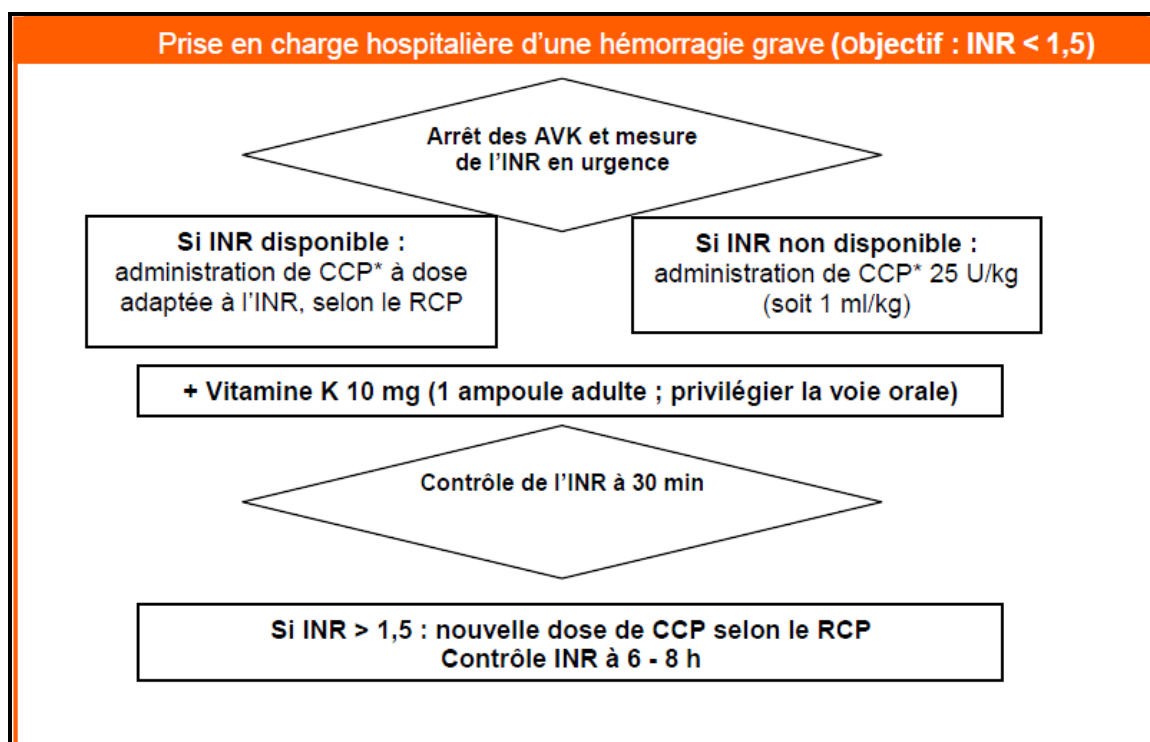 Prise en charge hospitalière d’une hémorragie grave (Objectif : INR < 1,5)
Arrêt des AVK et mesure
de l’INR en urgence
Si INR disponible :
administration de CCP* à dose
adaptée à l’INR, selon le RCP
Si INR non disponible :
administration de CCP* 25 U/kg
(soit 1 ml/kg)
+ Vitamine K 10 mg (1 ampoule adulte ; privilégier la voie orale)
Contrôle de l’INR à 30 min
Si INR > 1,5 : nouvelle dose de CCP selon le RCP
Contrôle INR à 6 - 8 h